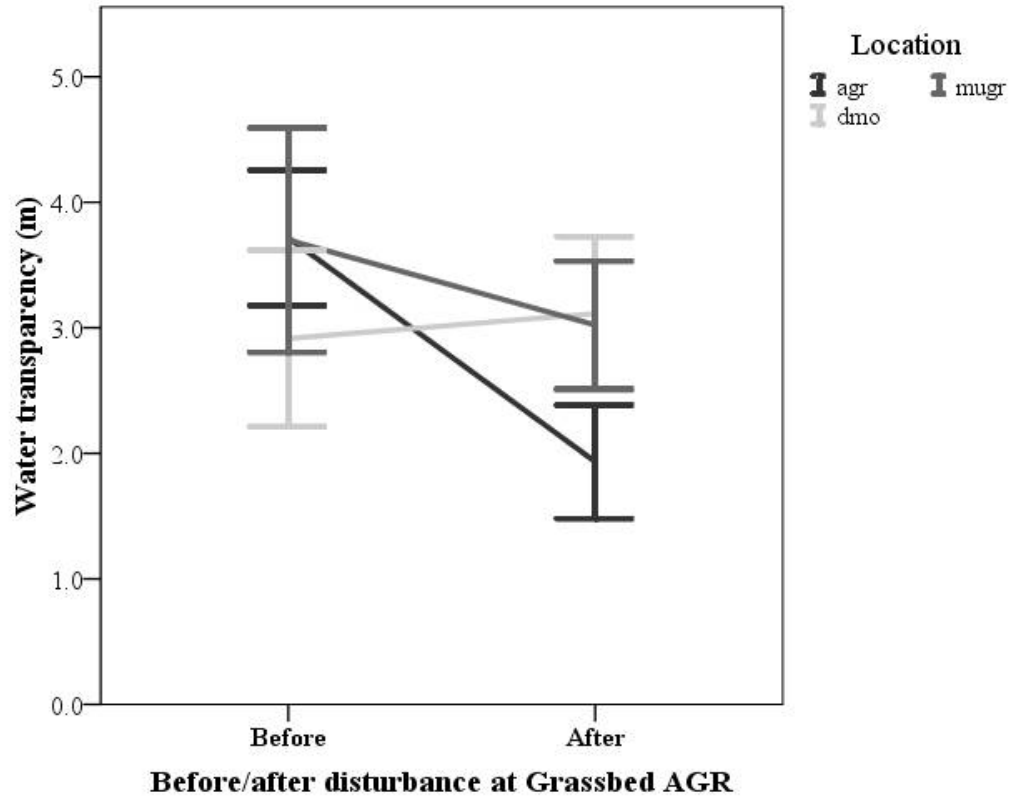 Location
agr
mugr
dmo
Water transparency (m)
5.0
4.0
3.0
2.0
1.0
0.0
Before
After
Before/after disturbance at Grassbed AGR